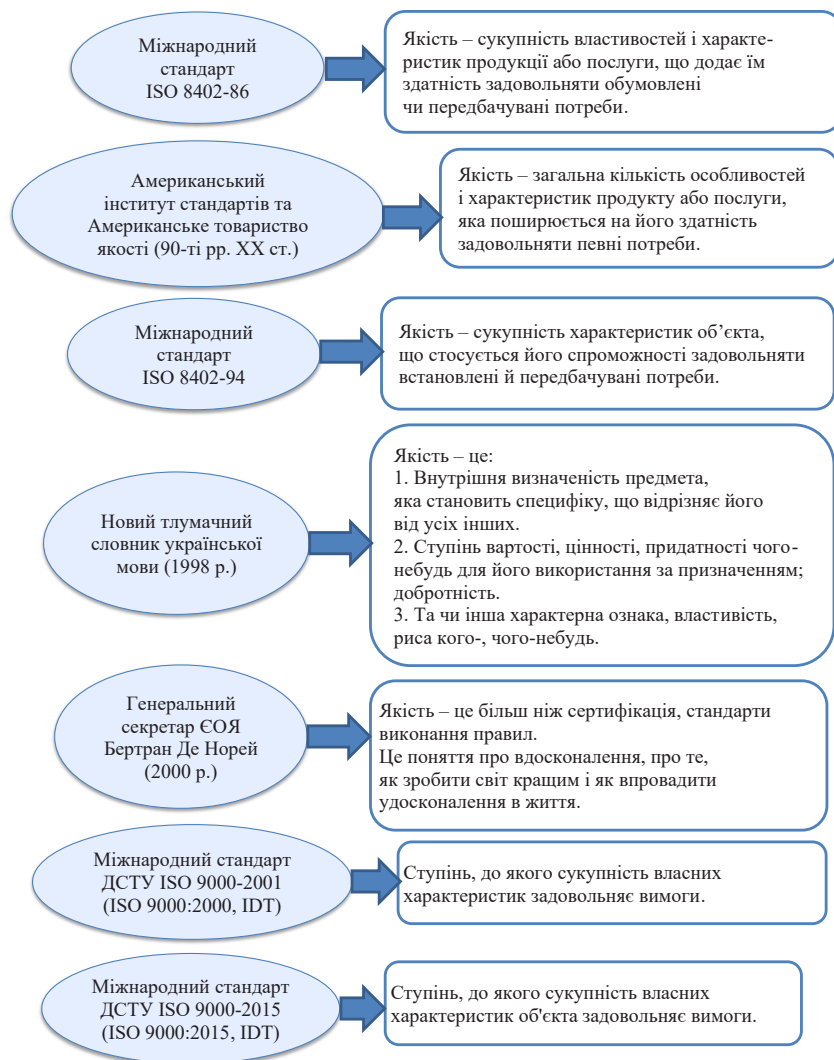 Міжнародний
стандарт
ISO 8402-86
Якість – сукупність властивостей і характе-
ристик продукції або послуги, що додає їм
здатність задовольняти обумовлені
чи передбачувані потреби.
Американський
інститут стандартів та
Американське товариство
якості (90-ті рр. XX ст.)
Якість – загальна кількість особливостей
і характеристик продукту або послуги,
яка поширюється на його здатність
задовольняти певні потреби.
Міжнародний
стандарт
ISO 8402-94
Якість – сукупність характеристик об’єкта,
що стосується його спроможності задовольняти
встановлені й передбачувані потреби.
Новий тлумачний
словник української
мови (1998 р.)
Якість – це:
1. Внутрішня визначеність предмета,
яка становить специфіку, що відрізняє його
від усіх інших.
2. Ступінь вартості, цінності, придатності чого-
небудь для його використання за призначенням;
добротність.
3. Та чи інша характерна ознака, властивість,
риса кого-, чого-небудь.
Генеральний
секретар ЄОЯ
Бертран Де Норей
(2000 р.)
Якість – це більш ніж сертифікація, стандарти
виконання правил.
Це поняття про вдосконалення, про те,
як зробити світ кращим і як впровадити
удосконалення в життя.
Міжнародний стандарт
ДСТУ ISO 9000-2001
(ISO 9000:2000, IDT)
Ступінь, до якого сукупність власних
характеристик задовольняє вимоги.
Міжнародний стандарт
ДСТУ ISO 9000-2015
(ISO 9000:2015, IDT)
Ступінь, до якого сукупність власних
характеристик об'єкта задовольняє вимоги.